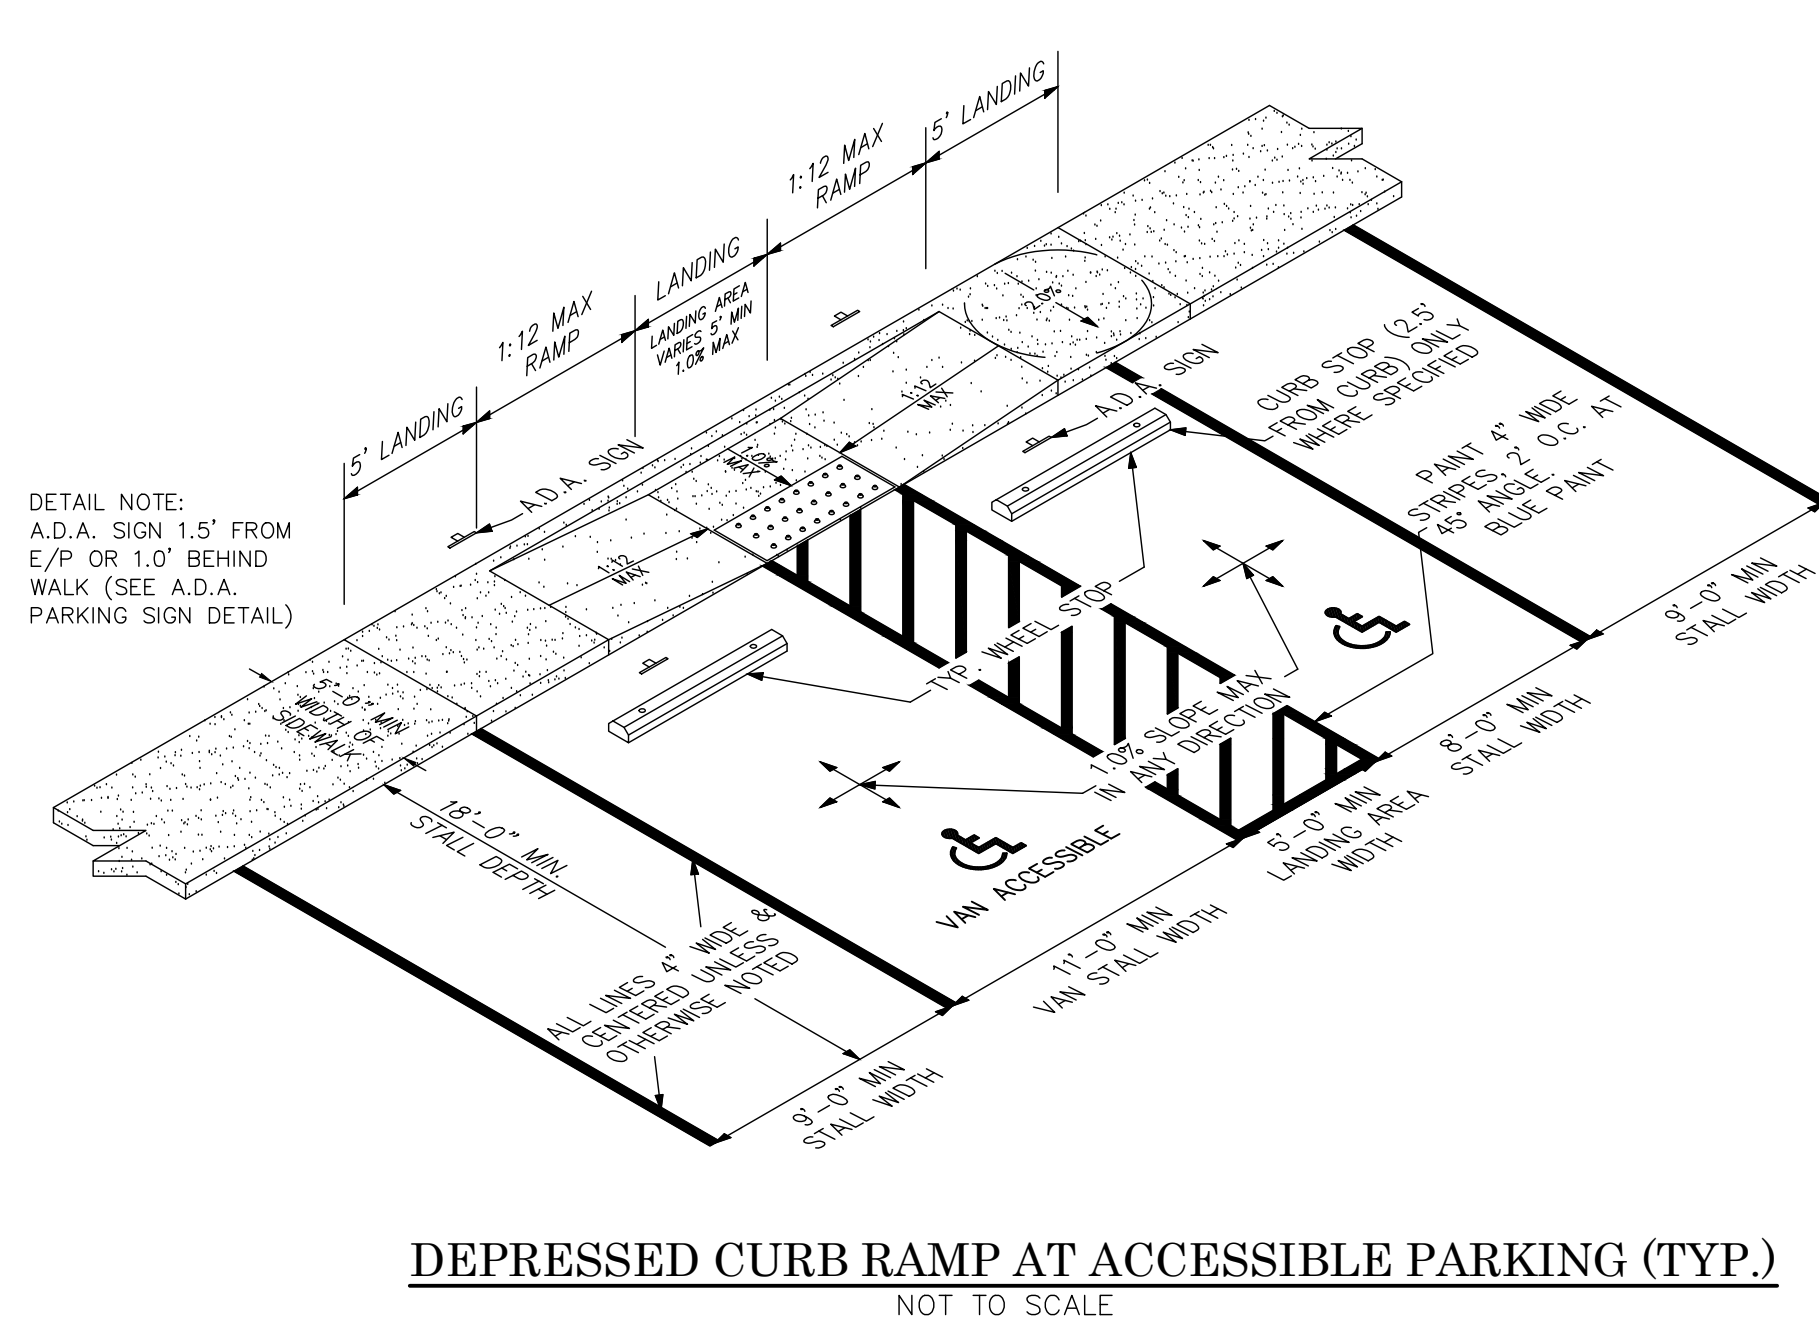 5' LANDING
1:12 MAX
RAMP
LANDING
LANDING AREA
VARIES 5' MIN
1.0% MAX
1:12 MAX
RAMP
5' LANDING
A.D.A. SIGN
DETAIL NOTE:
A.D.A. SIGN 1.5' FROM
E/P OR 1.0' BEHIND
WALK (SEE A.D.A.
PARKING SIGN DETAIL)
2.0%
1:12
MAX
1.0%
MAX
1:12
MAX
A.D.A. SIGN
CURB STOP (2.5'
FROM CURB) ONLY
WHERE SPECIFIED
PAINT 4" WIDE
STRIPES, 2' O.C. AT
45° ANGLE.
BLUE PAINT
5'-0" MIN
WIDTH OF
SIDEWALK
TYP. WHEEL STOP
1.0% SLOPE MAX
IN ANY DIRECTION
18'-0" MIN.
STALL DEPTH
VAN ACCESSIBLE
ALL LINES 4" WIDE &
CENTERED UNLESS
OTHERWISE NOTED
9'-0" MIN
STALL WIDTH
11'-0" MIN
VAN STALL WIDTH
5'-0" MIN
LANDING AREA
WIDTH
8'-0" MIN
STALL WIDTH
9'-0" MIN
STALL WIDTH
DEPRESSED CURB RAMP AT ACCESSIBLE PARKING (TYP.)
NOT TO SCALE